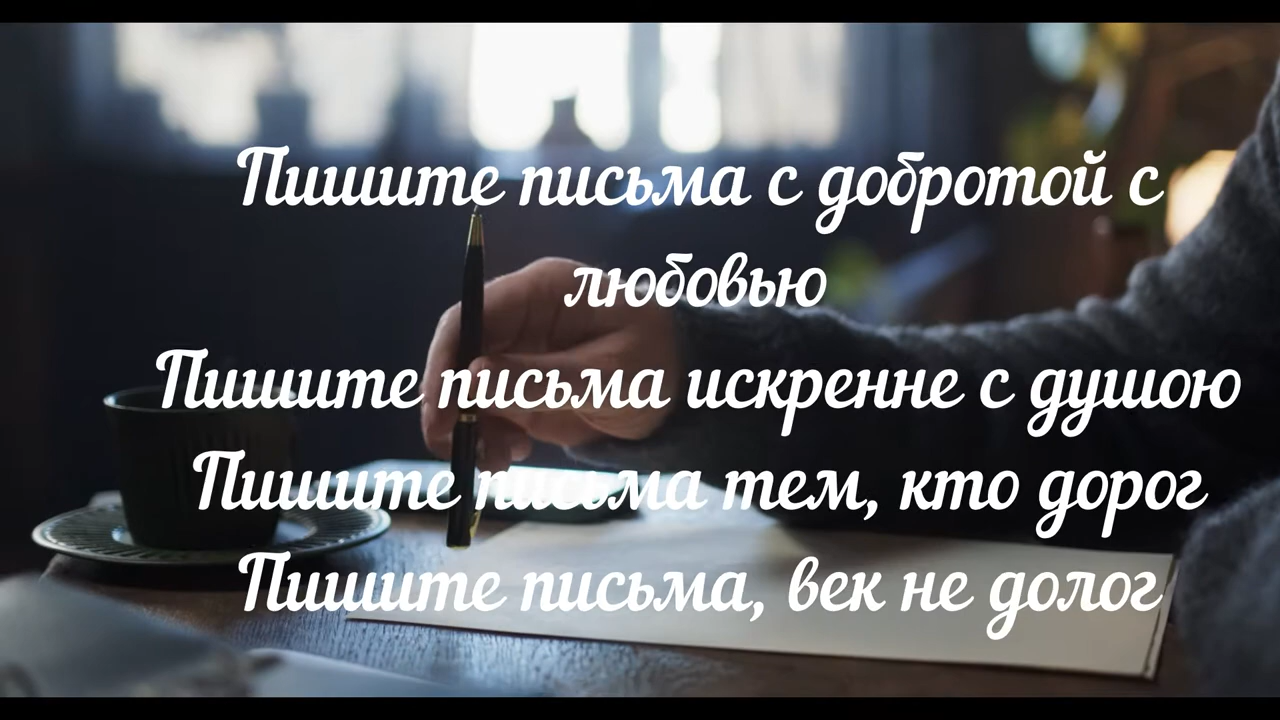 Пишите письма с добротой с
любовью
Пишите письма искренне с душою
Пишите письма тем, кто дорог
Пишите письма, век не долог